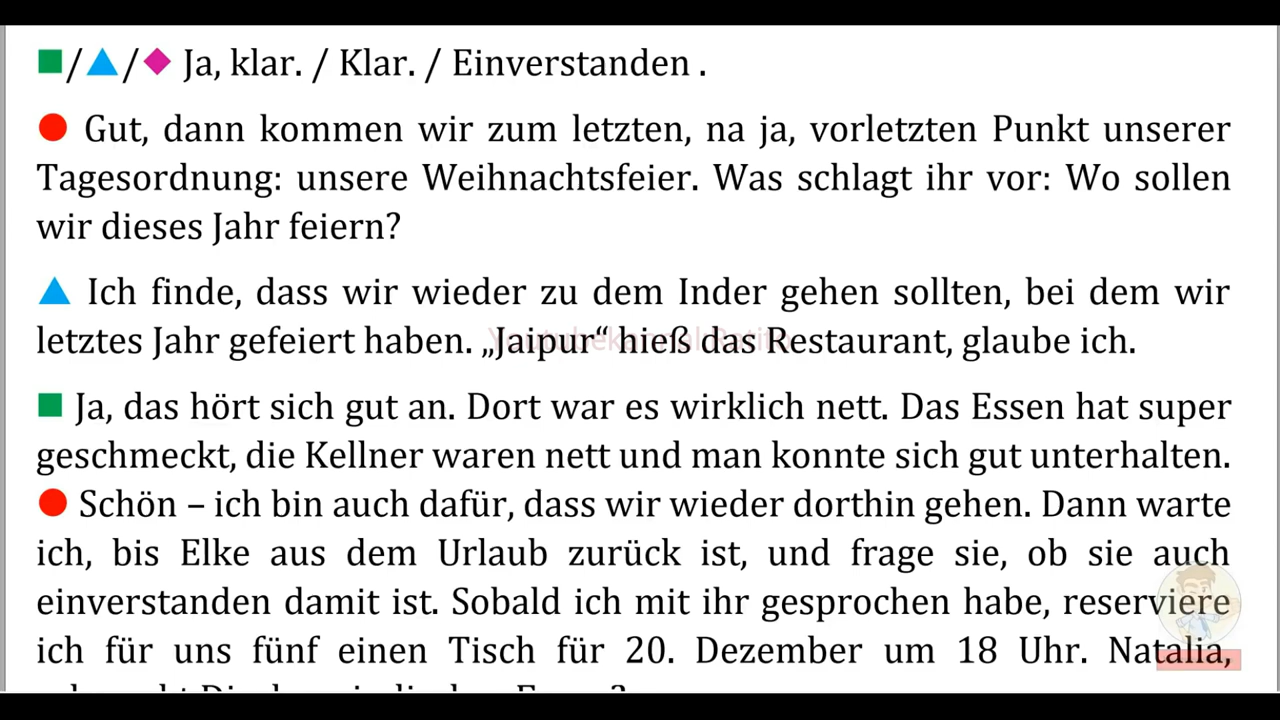 Ja, klar. / Klar. / Einverstanden .
Gut, dann kommen wir zum letzten, na ja, vorletzten Punkt unserer
Tagesordnung: unsere Weihnachtsfeier. Was schlagt ihr vor: Wo sollen
wir dieses Jahr feiern?
Ich finde, dass wir wieder zu dem Inder gehen sollten, bei dem wir
letztes Jahr gefeiert haben. „Jaipur“ hieß das Restaurant, glaube ich.
Ja, das hört sich gut an. Dort war es wirklich nett. Das Essen hat super
geschmeckt, die Kellner waren nett und man konnte sich gut unterhalten.
Schön – ich bin auch dafür, dass wir wieder dorthin gehen. Dann warte
ich, bis Elke aus dem Urlaub zurück ist, und frage sie, ob sie auch
einverstanden damit ist. Sobald ich mit ihr gesprochen habe, reserviere
ich für uns fünf einen Tisch für 20. Dezember um 18 Uhr. Natalia,